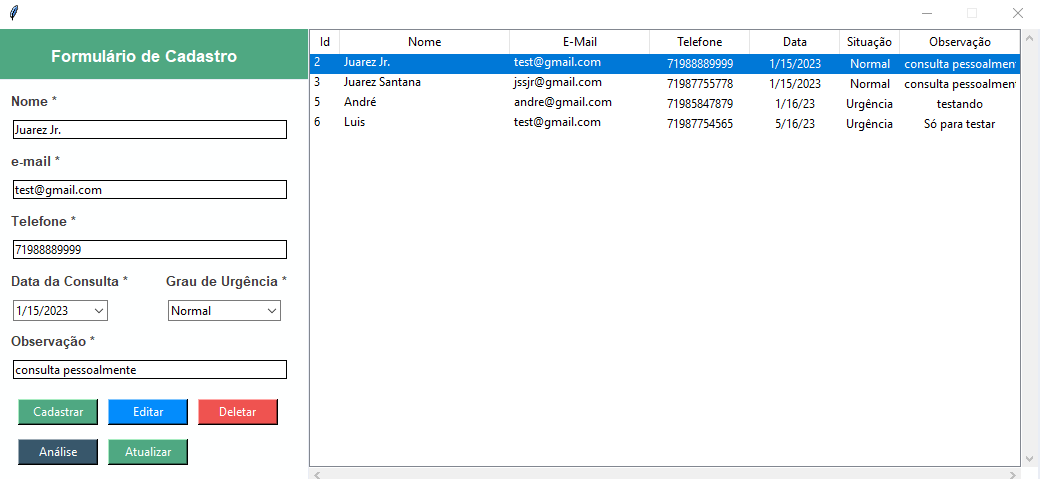 Formulário de Cadastro
Nome *
Juarez Jr.
e-mail *
test@gmail.com
Telefone *
71988889999
Data da Consulta * Grau de Urgência *
1/15/2023 Normal
Observação *
consulta pessoalmente
Cadastrar Editar Deletar
Análise Atualizar
Id Nome E-Mail Telefone Data Situação Observação
2 Juarez Jr. test@gmail.com 71988889999 1/15/2023 Normal consulta pessoalmen
3 Juarez Santana jssjr@gmail.com 71987755778 1/15/2023 Normal consulta pessoalmen
5 André andre@gmail.com 71985847879 1/16/23 Urgência testando
6 Luis test@gmail.com 71987754565 5/16/23 Urgência Só para testar